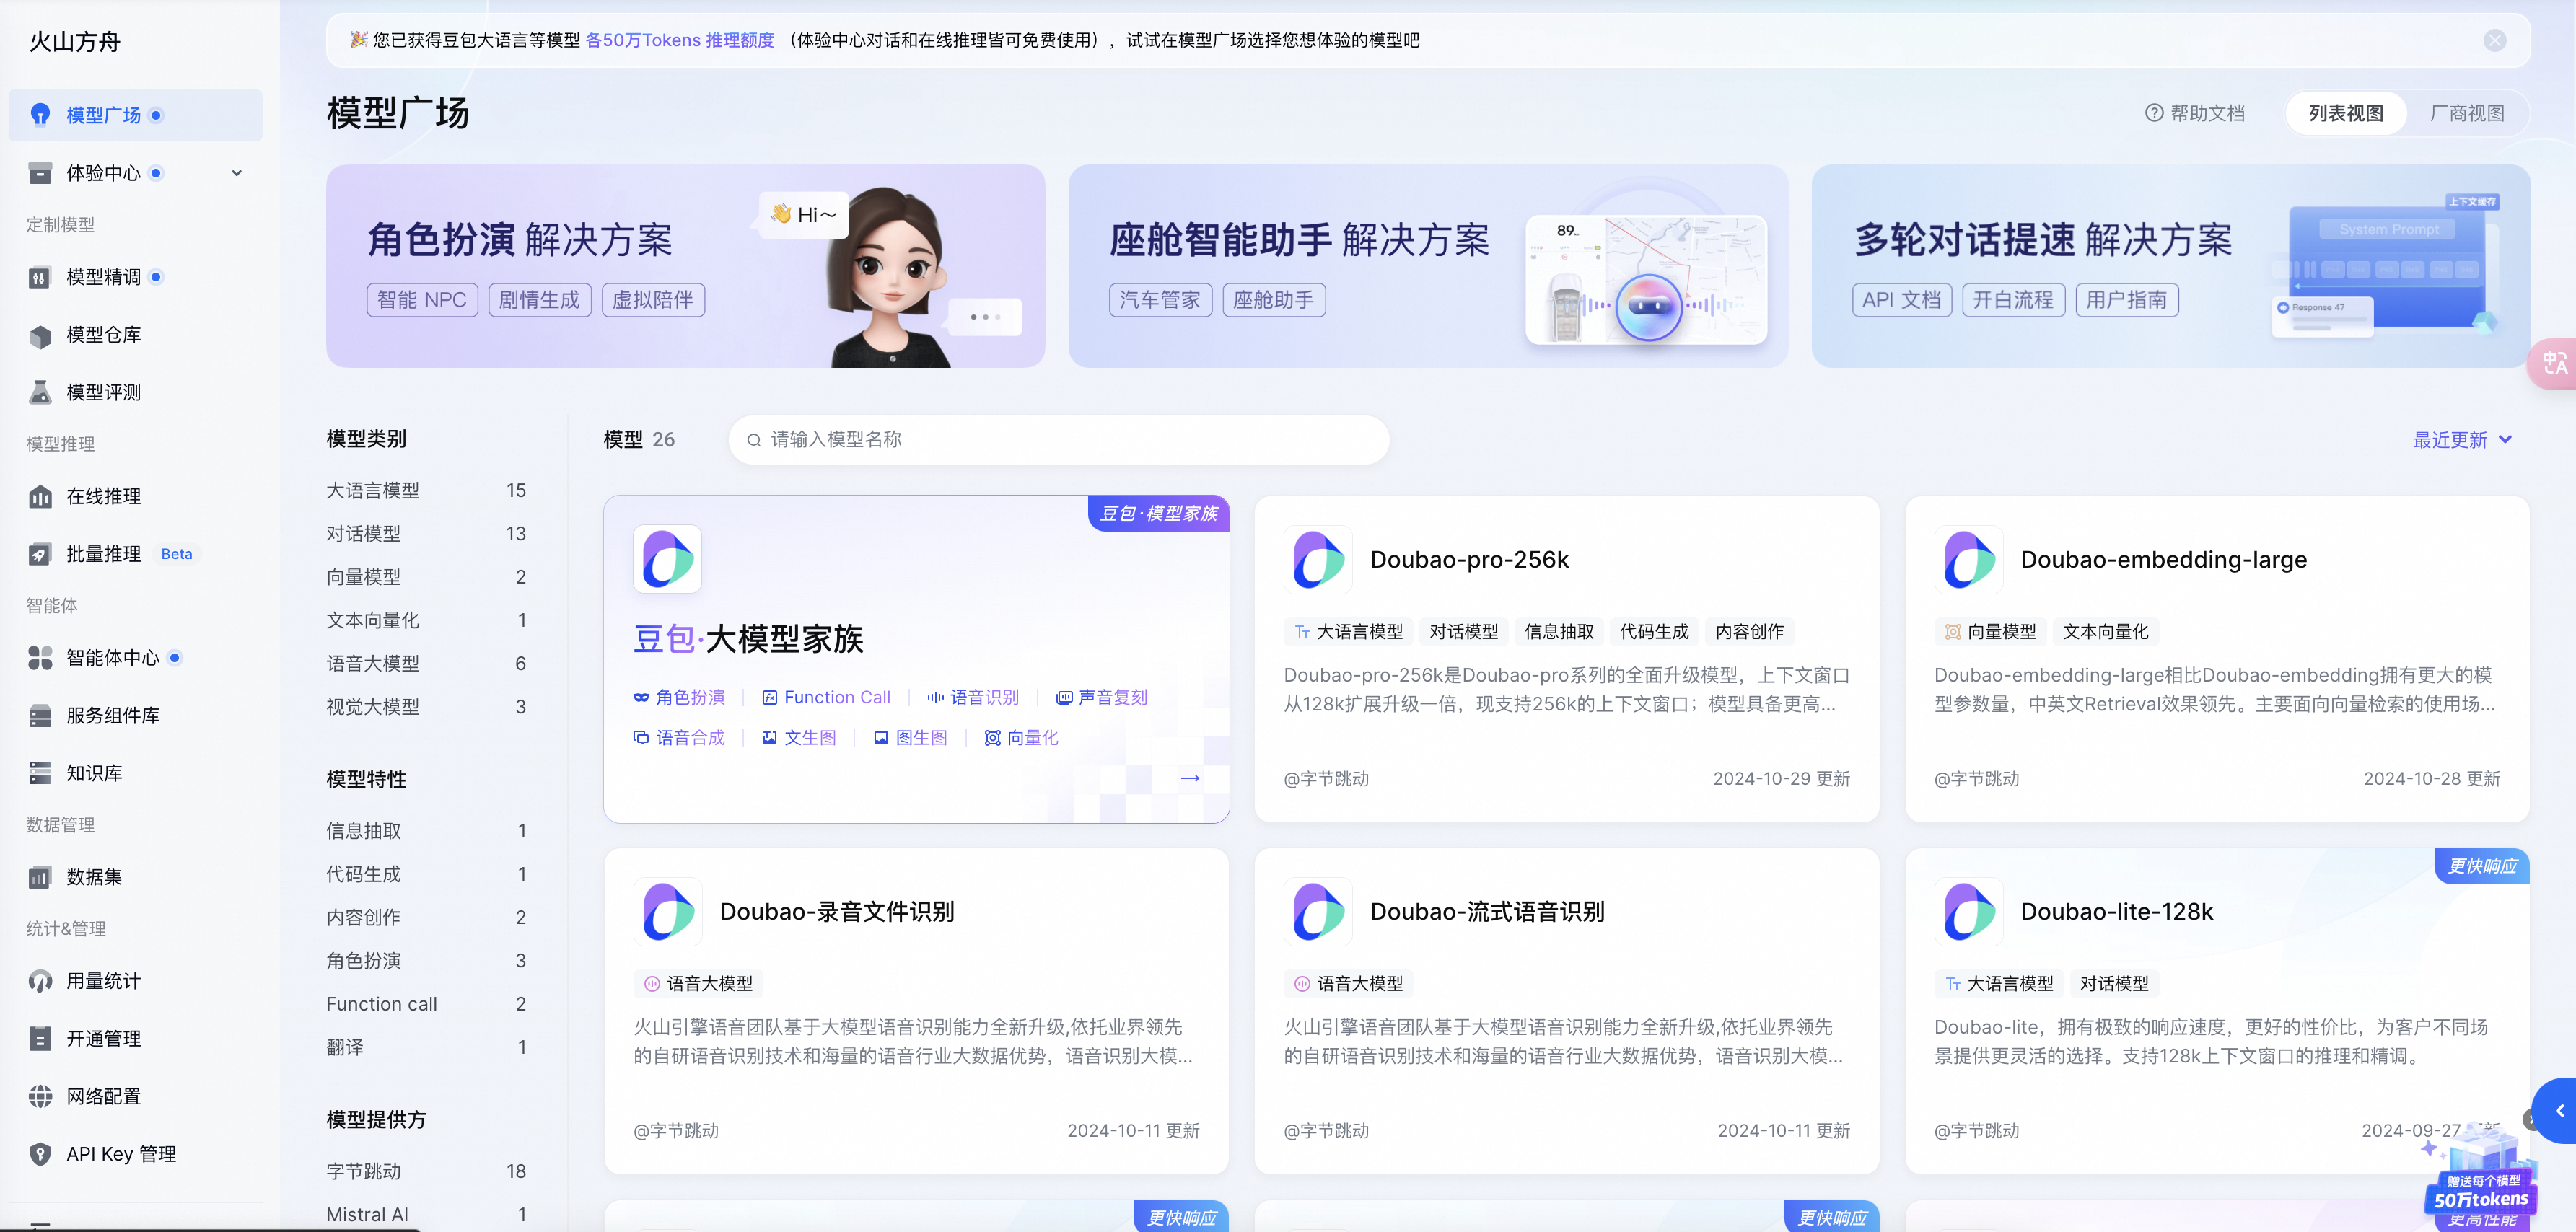 火山方舟
模型广场
体验中心
定制模型
模型精调
模型仓库
模型评测
模型推理
在线推理
批量推理 Beta
智能体
智能体中心
服务组件库
知识库
数据管理
数据集
统计&管理
用量统计
开通管理
网络配置
API Key 管理
🎉 您已获得豆包大语言等模型 各50万Tokens 推理额度 （体验中心对话和在线推理皆可免费使用），试试在模型广场选择您想体验的模型吧
模型广场
帮助文档
列表视图 厂商视图
角色扮演 解决方案
智能 NPC 剧情生成 虚拟陪伴
👋 Hi～
座舱智能助手 解决方案
汽车管家 座舱助手
89
多轮对话提速 解决方案
API 文档 开白流程 用户指南
上下文缓存
System Prompt
Response 47
中A
模型类别
大语言模型 15
对话模型 13
向量模型 2
文本向量化 1
语音大模型 6
视觉大模型 3
模型特性
信息抽取 1
代码生成 1
内容创作 2
角色扮演 3
Function call 2
翻译 1
模型提供方
字节跳动 18
Mistral AI 1
模型 26
请输入模型名称
最近更新
豆包·模型家族
豆包·大模型家族
角色扮演 | Function Call | 语音识别 | 声音复刻
语音合成 | 文生图 | 图生图 | 向量化
→
Doubao-pro-256k
大语言模型 对话模型 信息抽取 代码生成 内容创作
Doubao-pro-256k是Doubao-pro系列的全面升级模型，上下文窗口
从128k扩展升级一倍，现支持256k的上下文窗口；模型具备更高...
@字节跳动 2024-10-29 更新
Doubao-embedding-large
向量模型 文本向量化
Doubao-embedding-large相比Doubao-embedding拥有更大的模
型参数量，中英文Retrieval效果领先。主要面向向量检索的使用场...
@字节跳动 2024-10-28 更新
Doubao-录音文件识别
语音大模型
火山引擎语音团队基于大模型语音识别能力全新升级,依托业界领先
的自研语音识别技术和海量的语音行业大数据优势，语音识别大模...
@字节跳动 2024-10-11 更新
Doubao-流式语音识别
语音大模型
火山引擎语音团队基于大模型语音识别能力全新升级,依托业界领先
的自研语音识别技术和海量的语音行业大数据优势，语音识别大模...
@字节跳动 2024-10-11 更新
更快响应
Doubao-lite-128k
大语言模型 对话模型
Doubao-lite，拥有极致的响应速度，更好的性价比，为客户不同场
景提供更灵活的选择。支持128k上下文窗口的推理和精调。
@字节跳动 2024-09-27 更新
更快响应
更快响应
更高性能
赠送每个模型
50万tokens